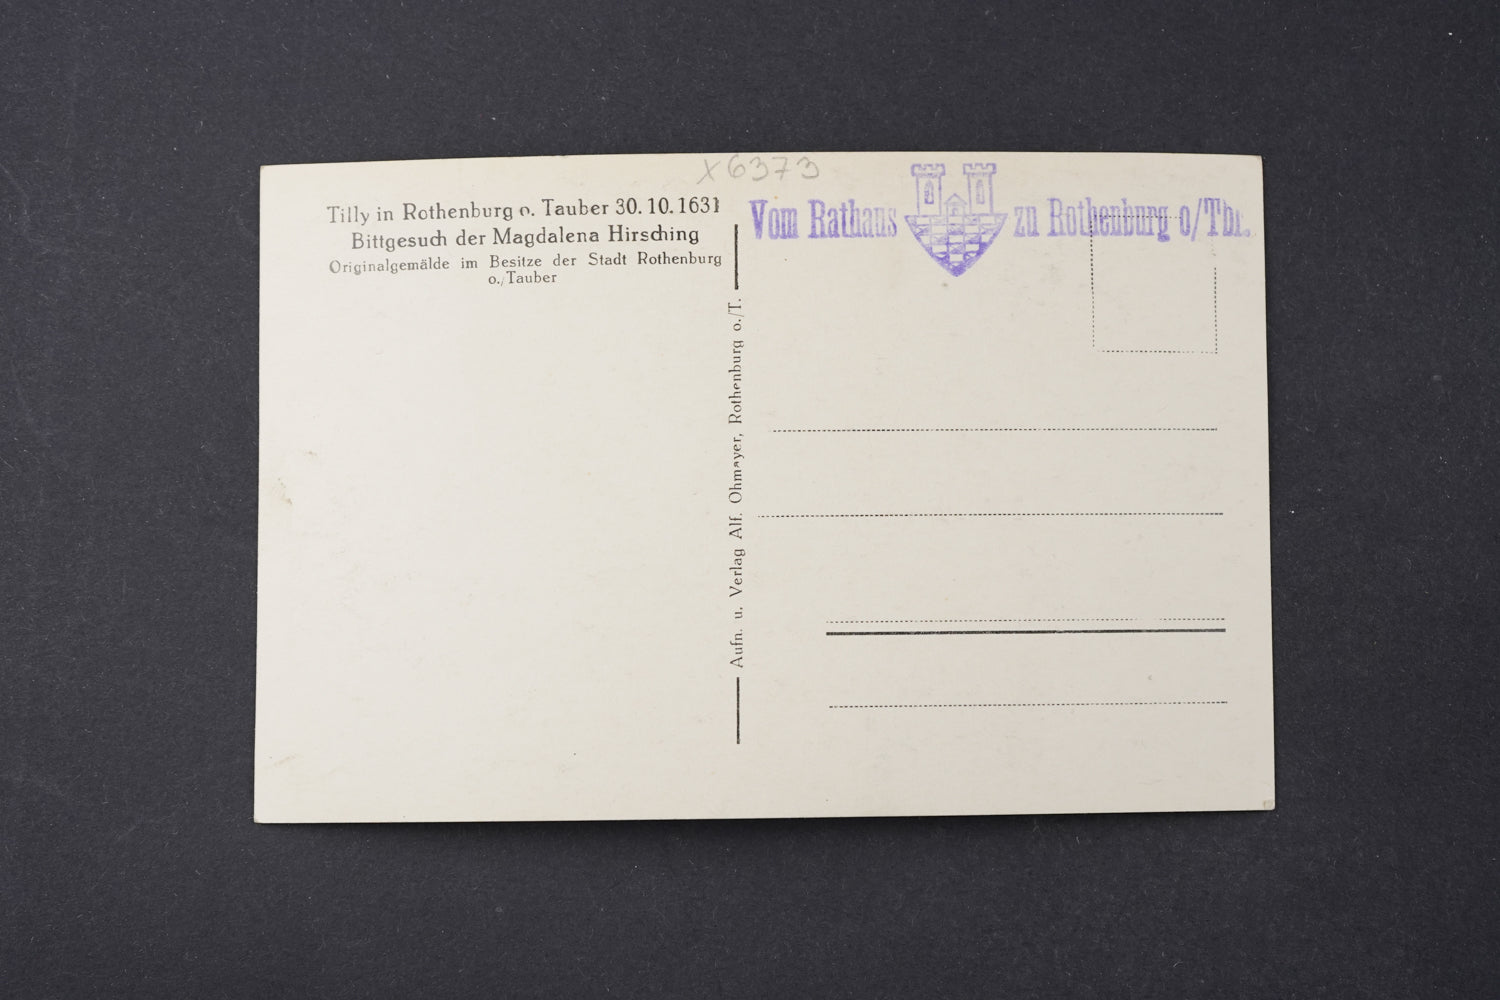 X6373
Tilly in Rothenburg o. Tauber 30. 10. 1631
Bittgesuch der Magdalena Hirsching
Originalgemälde im Besitze der Stadt Rothenburg
o./Tauber
Aufn. u. Verlag Alf. Ohmayer, Rothenburg o./T.
Vom Rathaus zu Rothenburg o/Tbr.